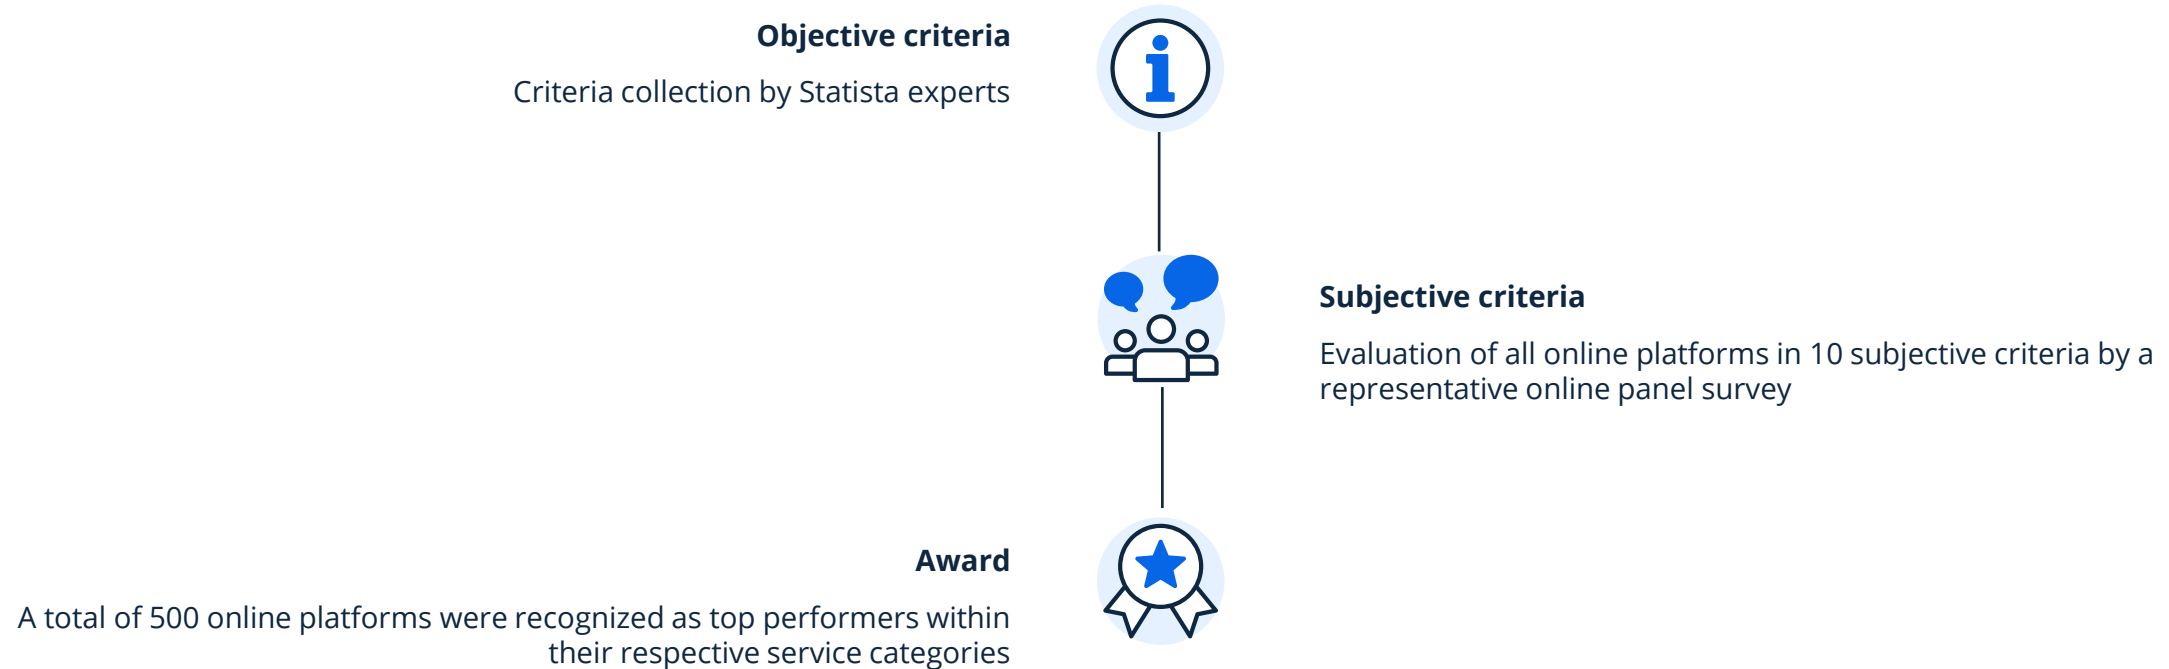 Objective criteria
Criteria collection by Statista experts
Subjective criteria
Evaluation of all online platforms in 10 subjective criteria by a
representative online panel survey
Award
A total of 500 online platforms were recognized as top performers within
their respective service categories